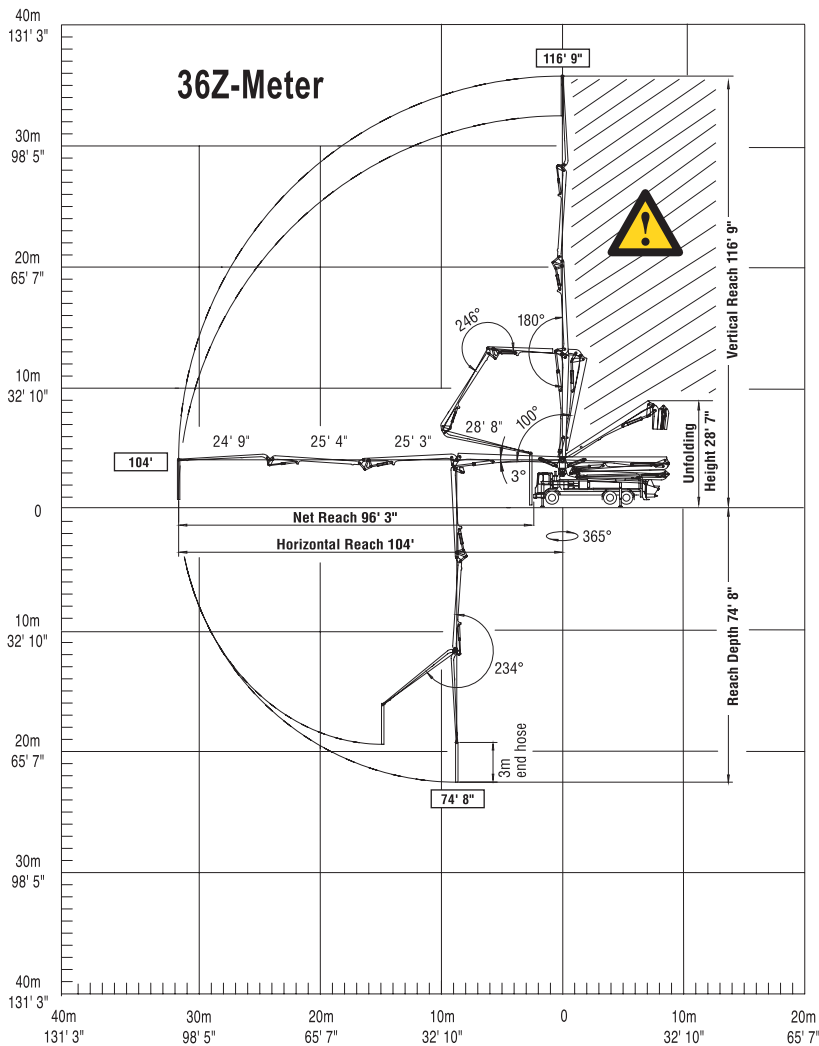 40m
131' 3"
116' 9"
36Z-Meter
30m
98' 5"
20m
65' 7"
Vertical Reach 116' 9"
246°
180°
10m
32' 10"
100°
24' 9"
25' 4"
25' 3"
28' 8"
Unfolding
Height 28' 7"
104'
3°
0
Net Reach 96' 3"
Horizontal Reach 104'
365°
10m
32' 10"
234°
Reach Depth 74' 8"
20m
65' 7"
3m
end hose
74' 8"
30m
98' 5"
40m
131' 3"
40m
30m
20m
10m
0
10m
20m
131' 3"
98' 5"
65' 7"
32' 10"
32' 10"
65' 7"